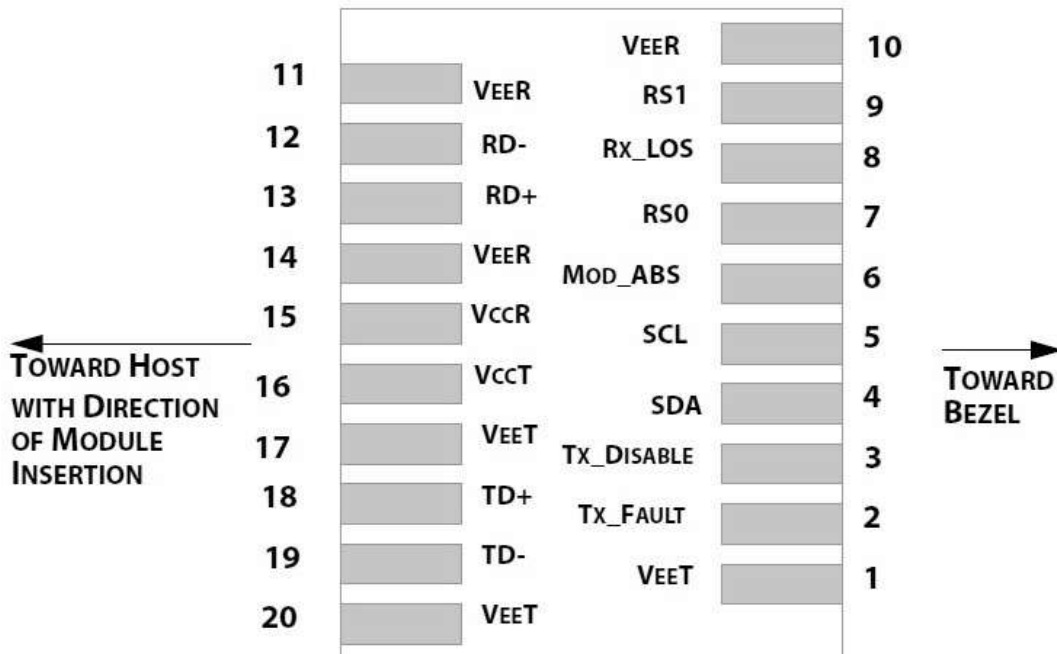 11
VEER
12
RD-
13
RD+
14
VEER
15
VCCR
16
VCCT
17
VEET
18
TD+
19
TD-
20
VEET
VEER
10
RS1
9
RX_LOS
8
RS0
7
MOD_ABS
6
SCL
5
SDA
4
TX_DISABLE
3
TX_FAULT
2
VEET
1
TOWARD HOST
WITH DIRECTION
OF MODULE
INSERTION
TOWARD
BEZEL